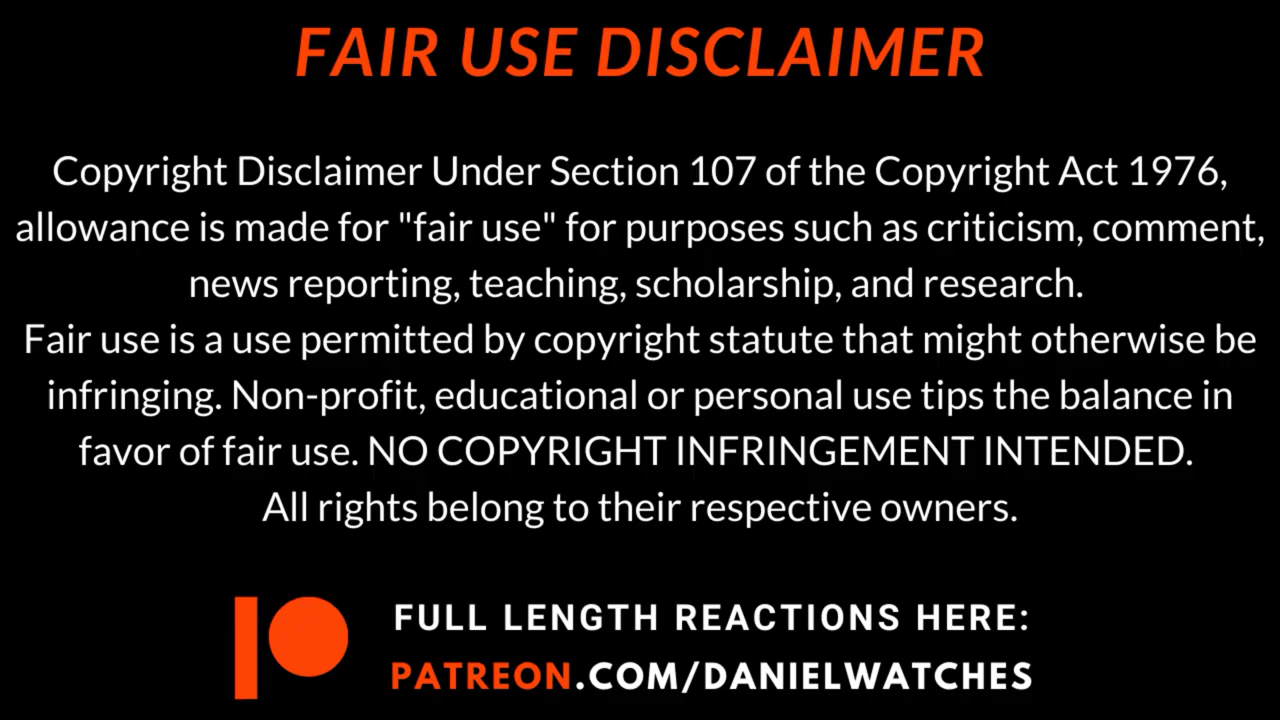 FAIR USE DISCLAIMER
Copyright Disclaimer Under Section 107 of the Copyright Act 1976,
allowance is made for "fair use" for purposes such as criticism, comment,
news reporting, teaching, scholarship, and research.
Fair use is a use permitted by copyright statute that might otherwise be
infringing. Non-profit, educational or personal use tips the balance in
favor of fair use. NO COPYRIGHT INFRINGEMENT INTENDED.
All rights belong to their respective owners.
FULL LENGTH REACTIONS HERE:
PATREON.COM/DANIELWATCHES